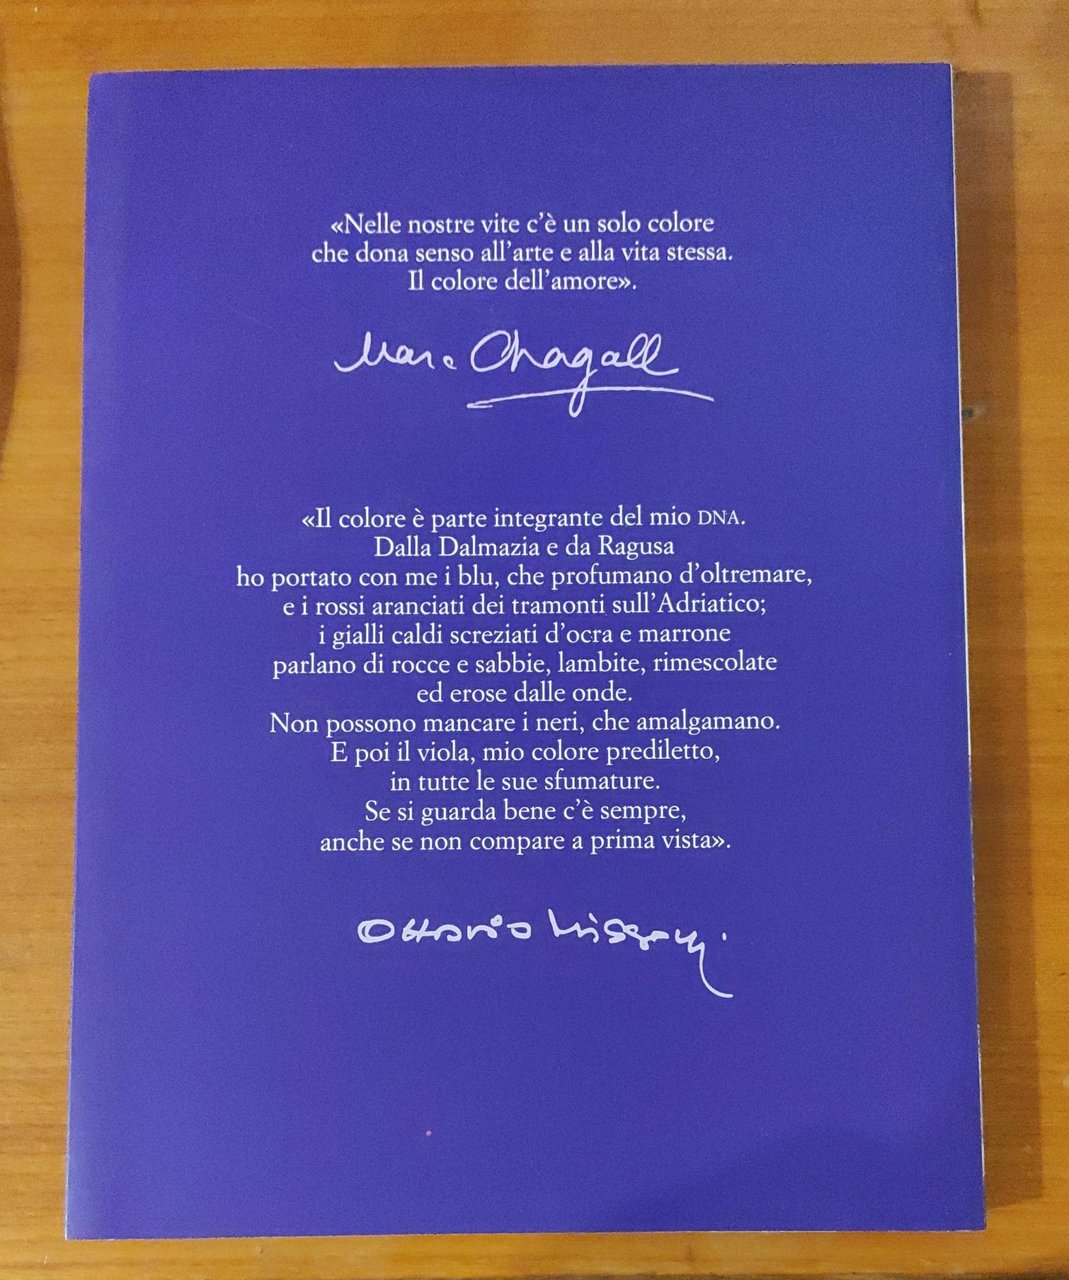 «Nelle nostre vite c’è un solo colore
che dona senso all’arte e alla vita stessa.
Il colore dell’amore».
Marc Chagall
«Il colore è parte integrante del mio DNA.
Dalla Dalmazia e da Ragusa
ho portato con me i blu, che profumano d’oltremare,
e i rossi aranciati dei tramonti sull’Adriatico;
i gialli caldi screziati d’ocra e marrone
parlano di rocce e sabbie, lambite, rimescolate
ed erose dalle onde.
Non possono mancare i neri, che amalgamano.
E poi il viola, mio colore prediletto,
in tutte le sue sfumature.
Se si guarda bene c’è sempre,
anche se non compare a prima vista».
Ottavio Missoni